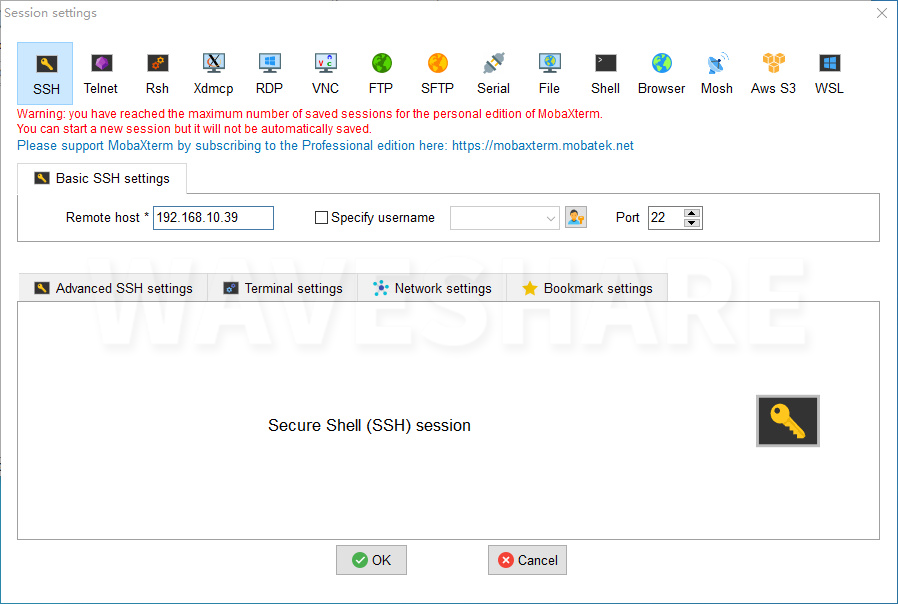 Session settings
SSH Telnet Rsh Xdmcp RDP VNC FTP SFTP Serial File Shell Browser Mosh Aws S3 WSL
Warning: you have reached the maximum number of saved sessions for the personal edition of MobaXterm.
You can start a new session but it will not be automatically saved.
Please support MobaXterm by subscribing to the Professional edition here: https://mobaxterm.mobatek.net
Basic SSH settings
Remote host * 192.168.10.39 Specify username Port 22
Advanced SSH settings Terminal settings Network settings Bookmark settings
WAVESHARE
Secure Shell (SSH) session
OK Cancel